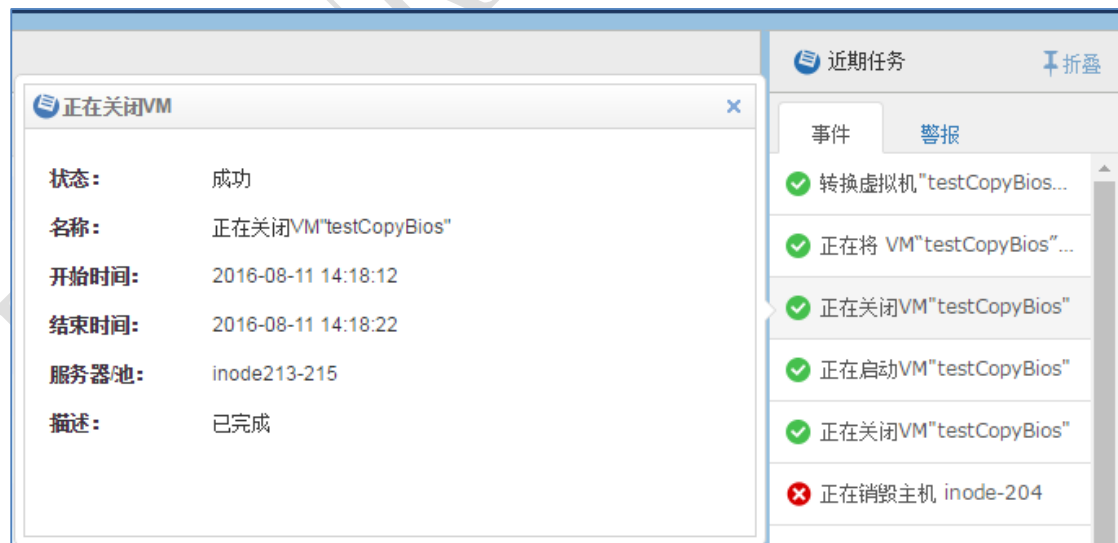 近期任务
折叠
正在关闭VM
事件
警报
状态： 成功
名称： 正在关闭VM"testCopyBios"
开始时间： 2016-08-11 14:18:12
结束时间： 2016-08-11 14:18:22
服务器/池： inode213-215
描述： 已完成
转换虚拟机"testCopyBios...
正在将 VM"testCopyBios"...
正在关闭VM"testCopyBios"
正在启动VM"testCopyBios"
正在关闭VM"testCopyBios"
正在销毁主机 inode-204